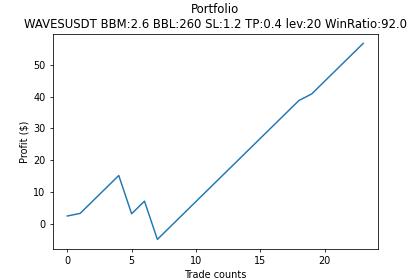 Portfolio
WAVESUSDT BBM:2.6 BBL:260 SL:1.2 TP:0.4 lev:20 WinRatio:92.0
Profit ($)
50
40
30
20
10
0
0 5 10 15 20
Trade counts